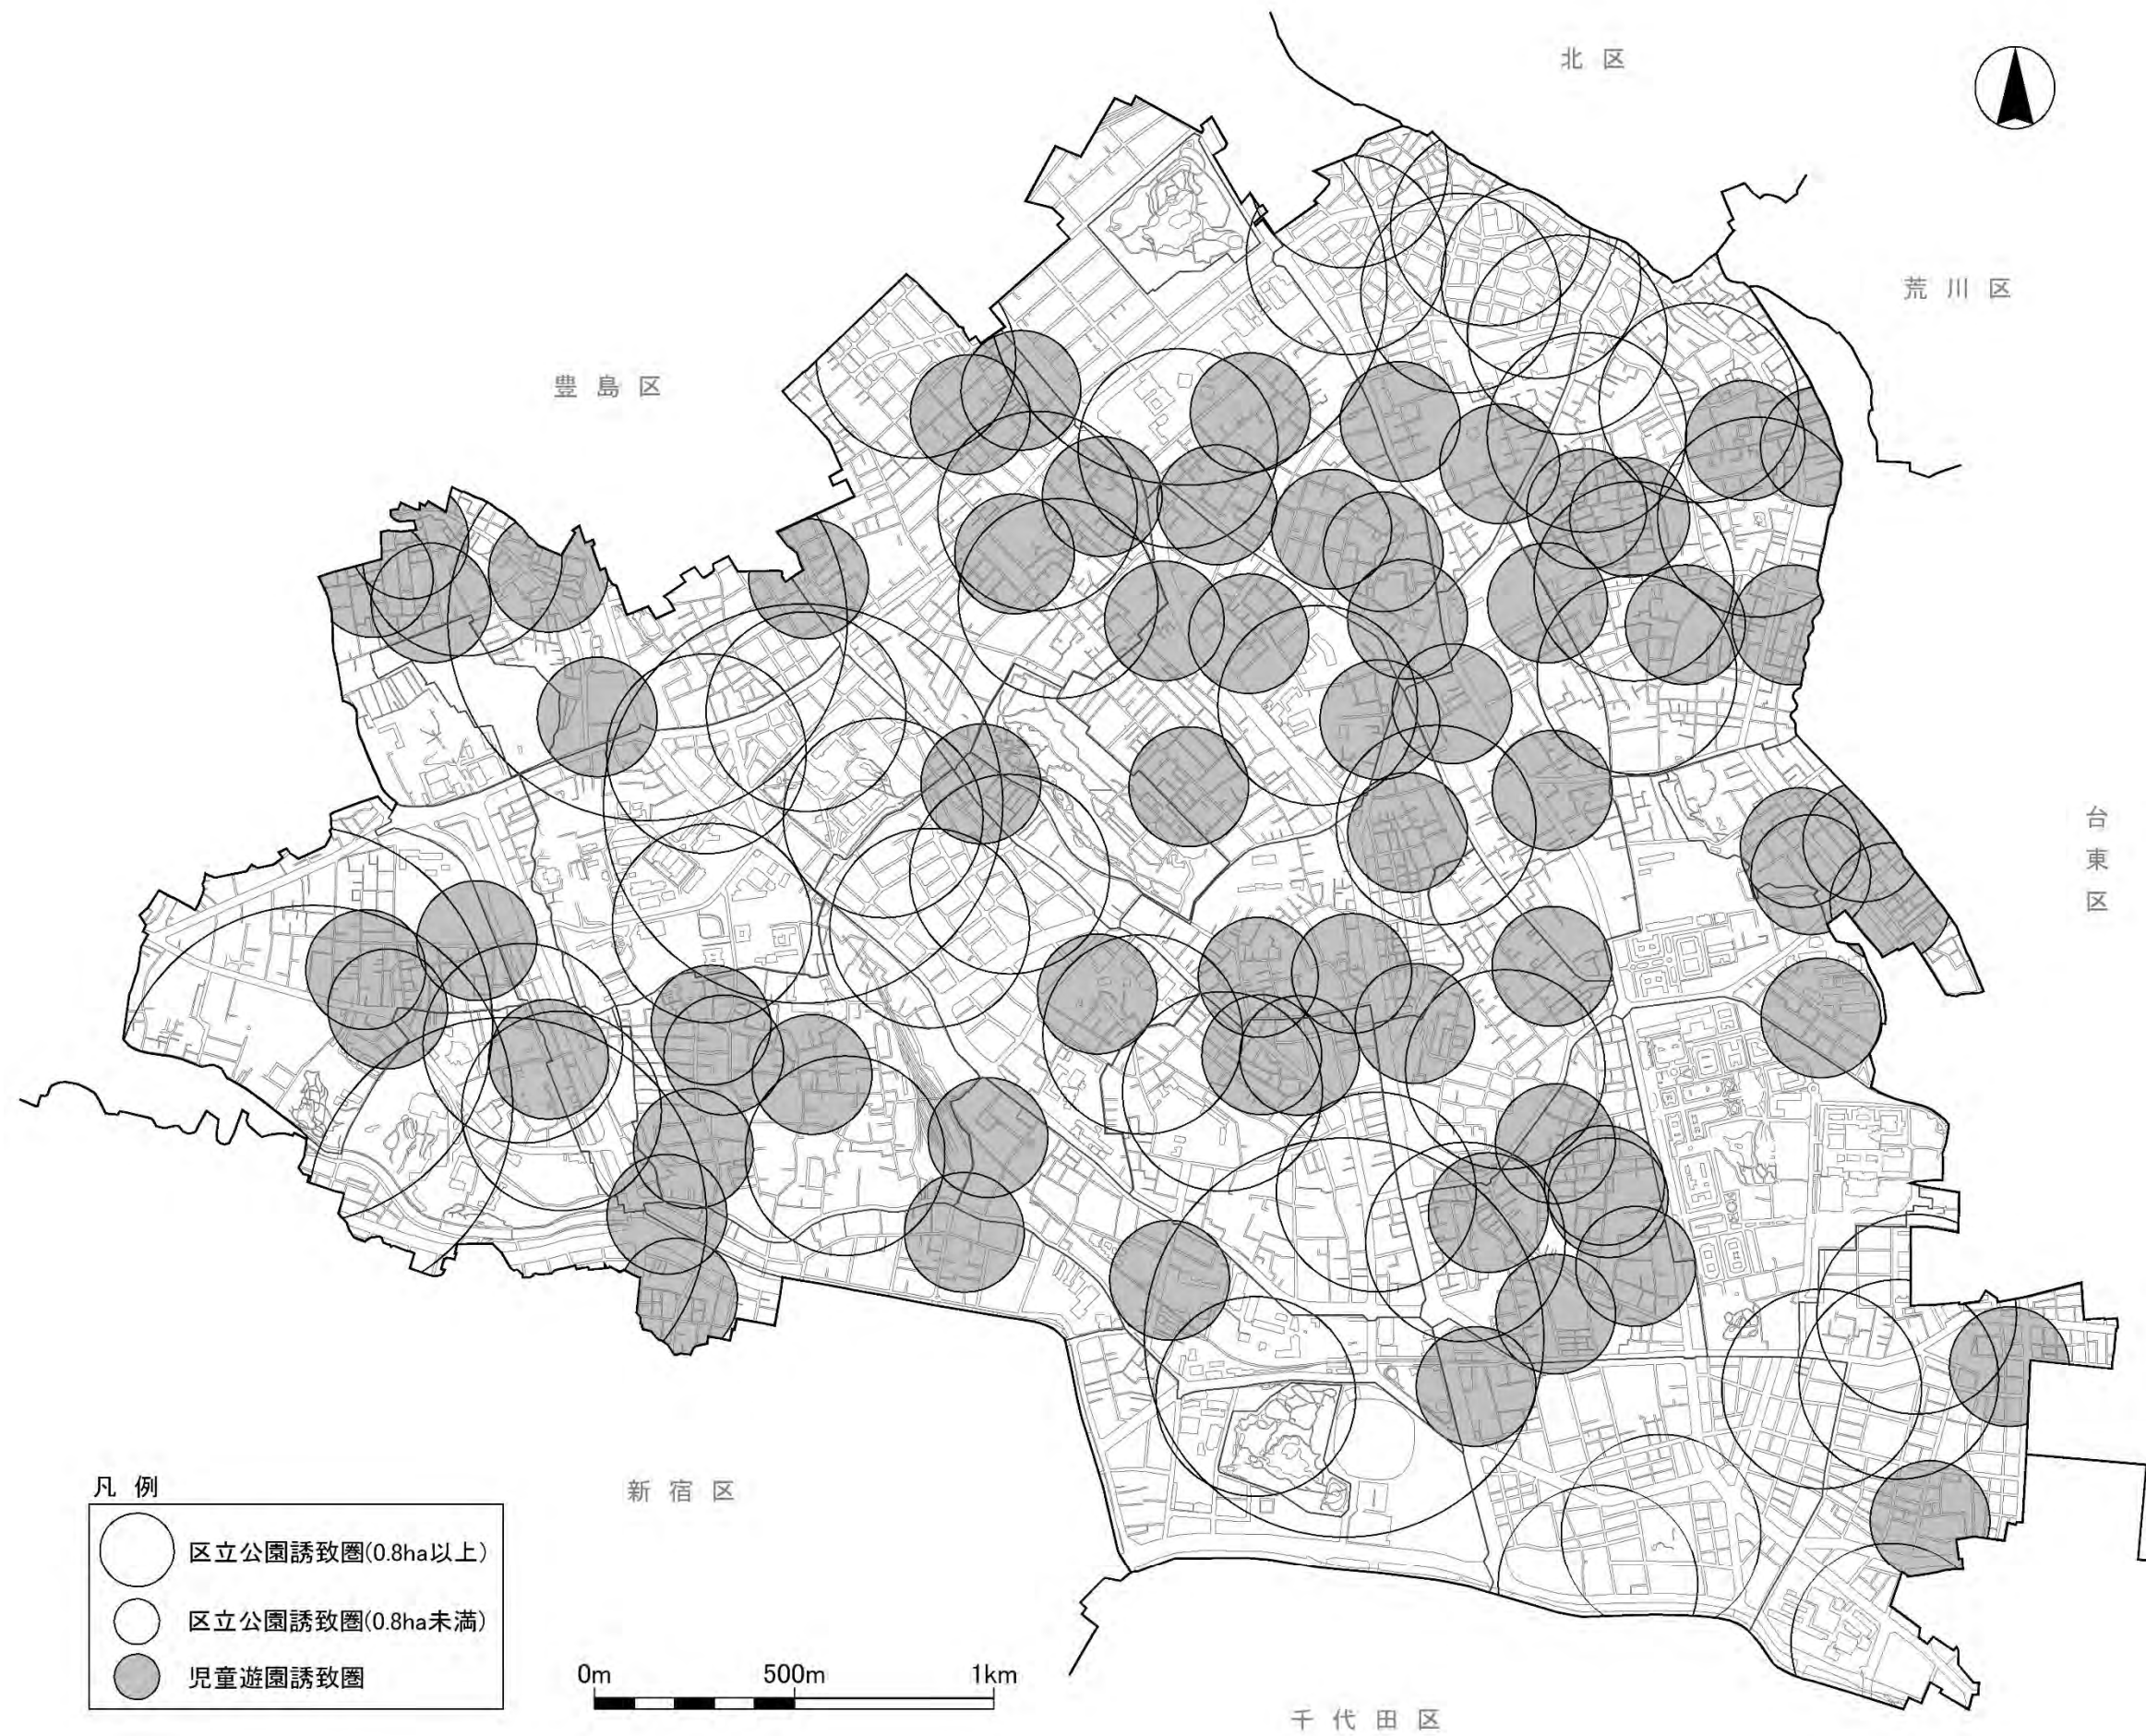 北区
荒川区
豊島区
台東区
新宿区
千代田区
凡例
区立公園誘致圏(0.8ha以上)
区立公園誘致圏(0.8ha未満)
児童遊園誘致圏
0m 500m 1km